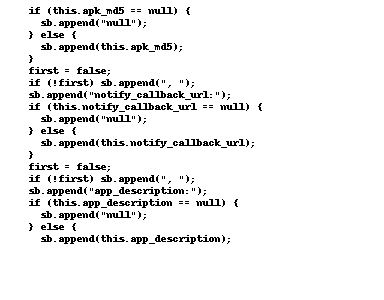 if (this.apk_md5 == null) {
sb.append("null");
} else {
sb.append(this.apk_md5);
}
first = false;
if (!first) sb.append(", ");
sb.append("notify_callback_url:");
if (this.notify_callback_url == null) {
sb.append("null");
} else {
sb.append(this.notify_callback_url);
}
first = false;
if (!first) sb.append(", ");
sb.append("app_description:");
if (this.app_description == null) {
sb.append("null");
} else {
sb.append(this.app_description);